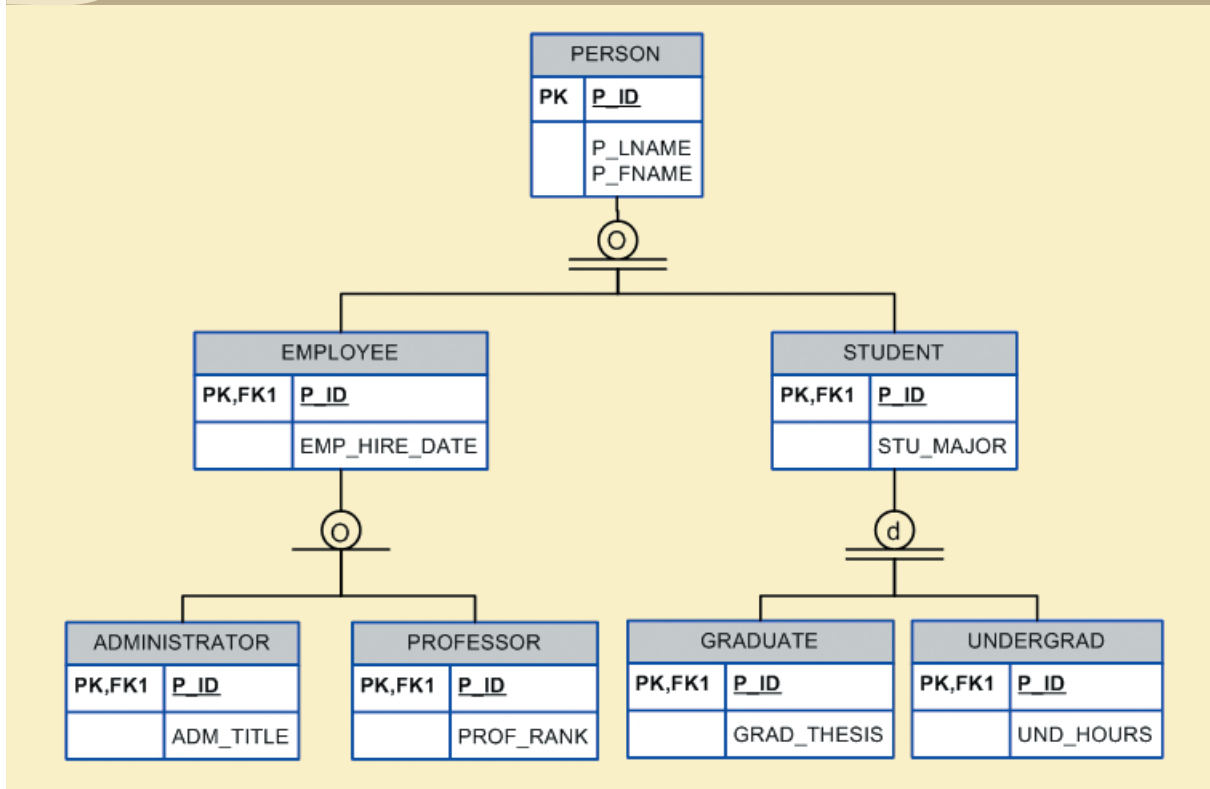 PERSON
PK P_ID
P_LNAME
P_FNAME
O
EMPLOYEE
PK,FK1 P_ID
EMP_HIRE_DATE
STUDENT
PK,FK1 P_ID
STU_MAJOR
O
d
ADMINISTRATOR
PK,FK1 P_ID
ADM_TITLE
PROFESSOR
PK,FK1 P_ID
PROF_RANK
GRADUATE
PK,FK1 P_ID
GRAD_THESIS
UNDERGRAD
PK,FK1 P_ID
UND_HOURS